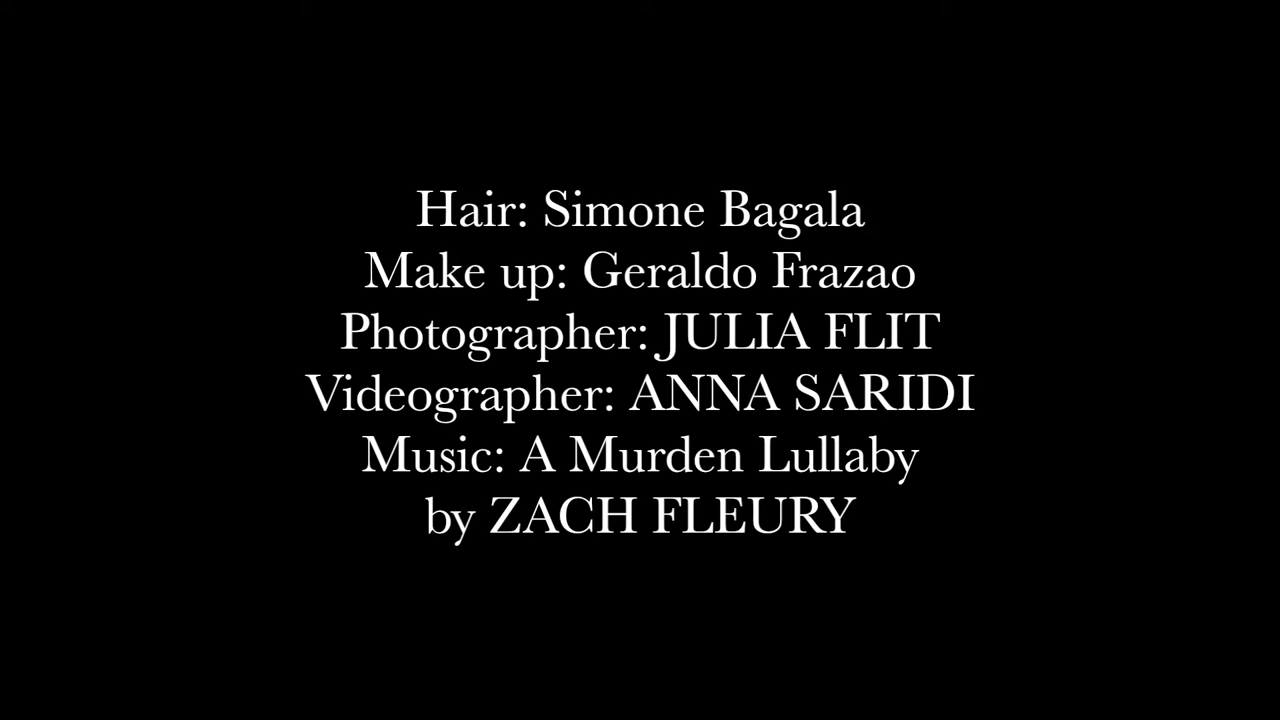 Hair: Simone Bagala
Make up: Geraldo Frazao
Photographer: JULIA FLIT
Videographer: ANNA SARIDI
Music: A Murden Lullaby
by ZACH FLEURY